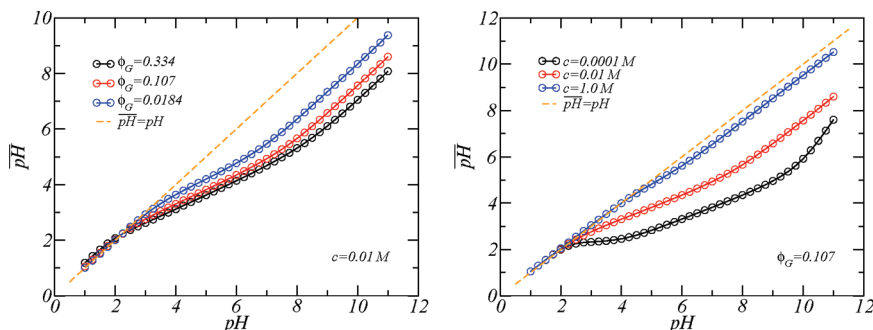 10
8
6
4
2
0
p̅H̅
ϕG=0.334
ϕG=0.107
ϕG=0.0184
p̅H̅=pH
c=0.01 M
0 2 4 6 8 10 12
pH
12
10
8
6
4
2
0
p̅H̅
c=0.0001 M
c=0.01 M
c=1.0 M
p̅H̅=pH
ϕG=0.107
0 2 4 6 8 10 12
pH